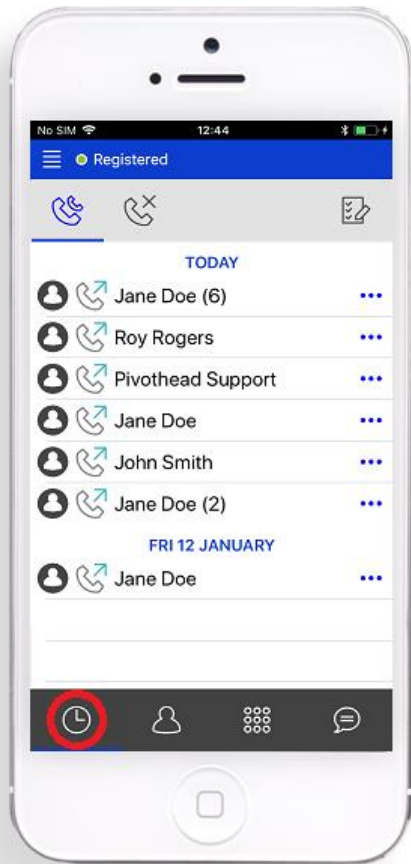 No SIM 12:44
Registered
TODAY
Jane Doe (6)
Roy Rogers
Pivothead Support
Jane Doe
John Smith
Jane Doe (2)
FRI 12 JANUARY
Jane Doe